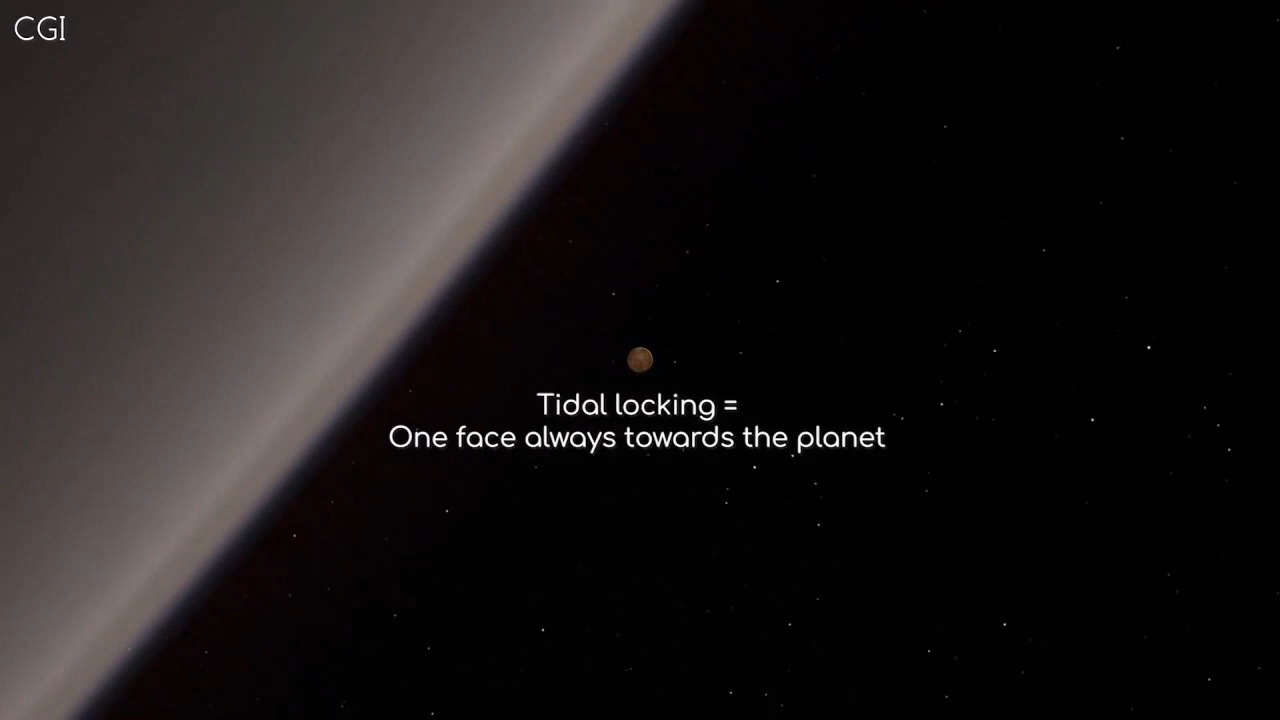 CGI
Tidal locking =
One face always towards the planet